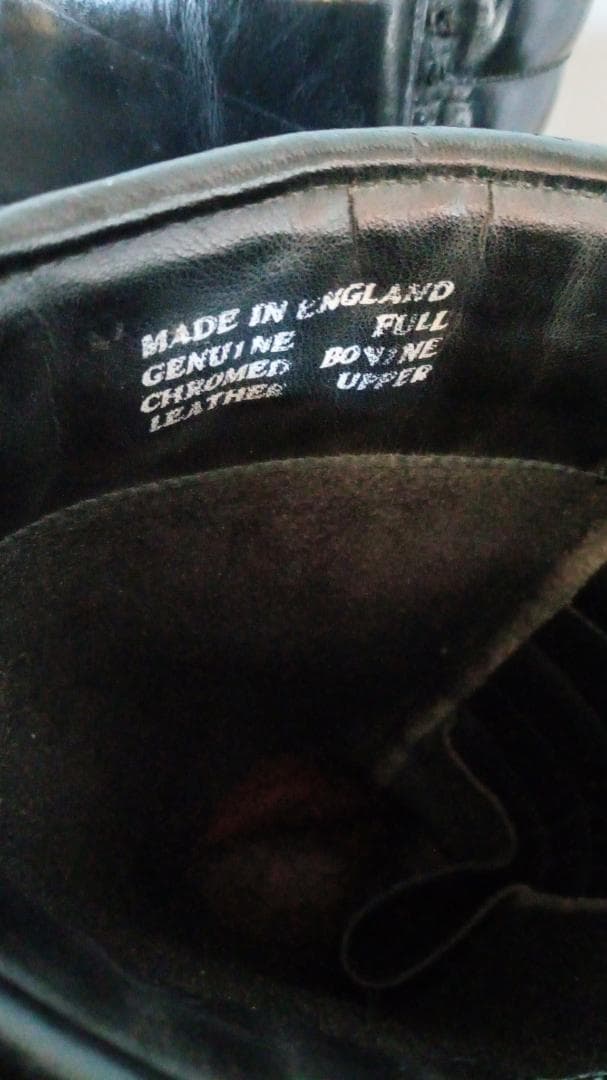 MADE IN ENGLAND
GENUINE FULL
CHROMED BOVINE
LEATHER UPPER